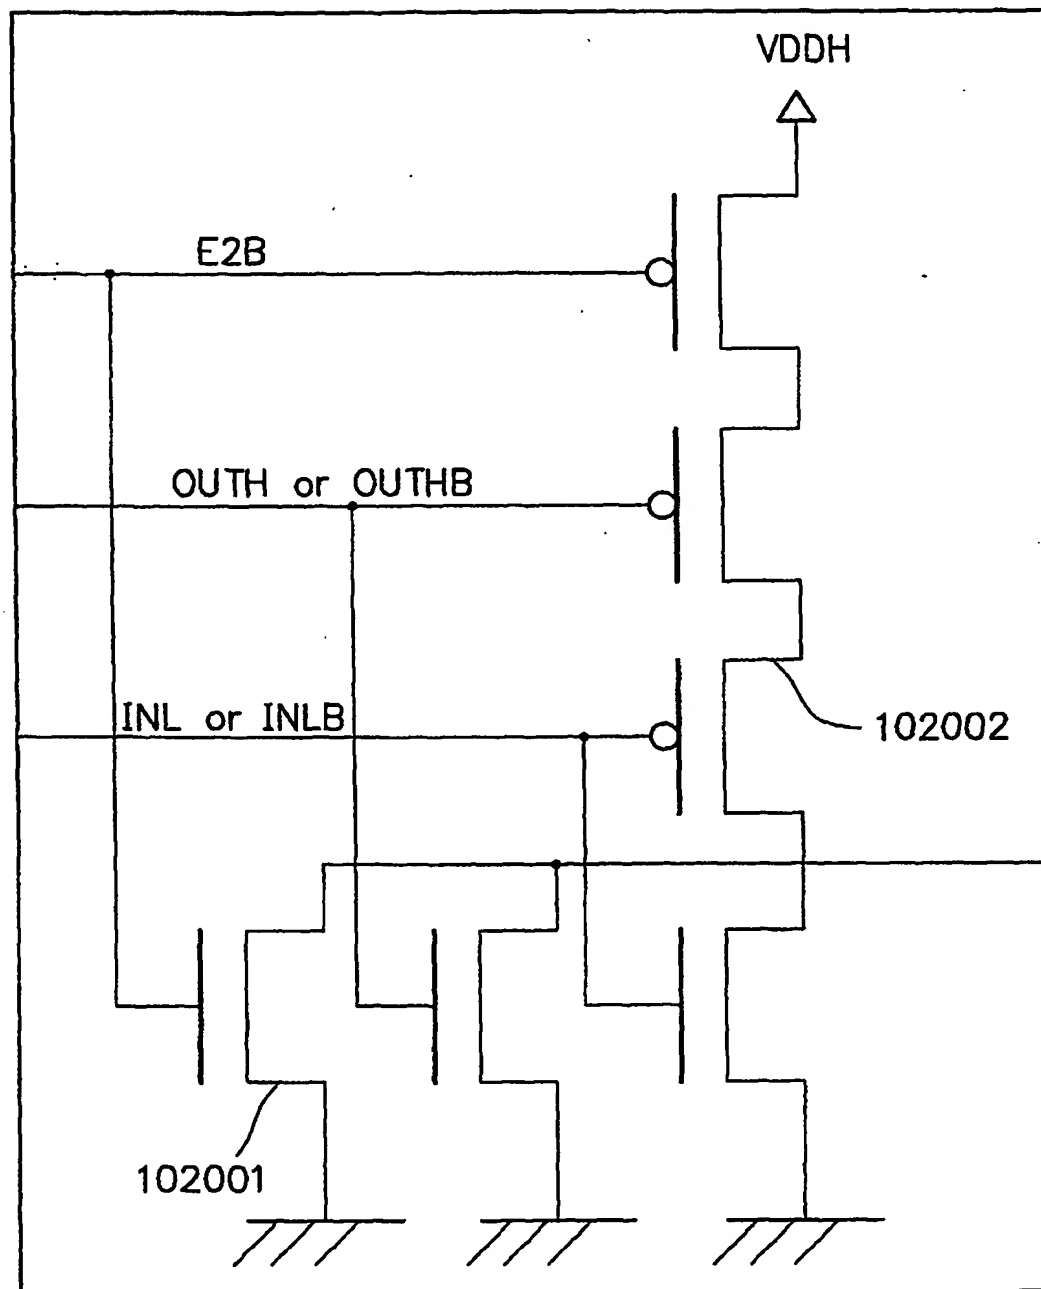 VDDH
E2B
OUTH or OUTHB
INL or INLB
102002
102001